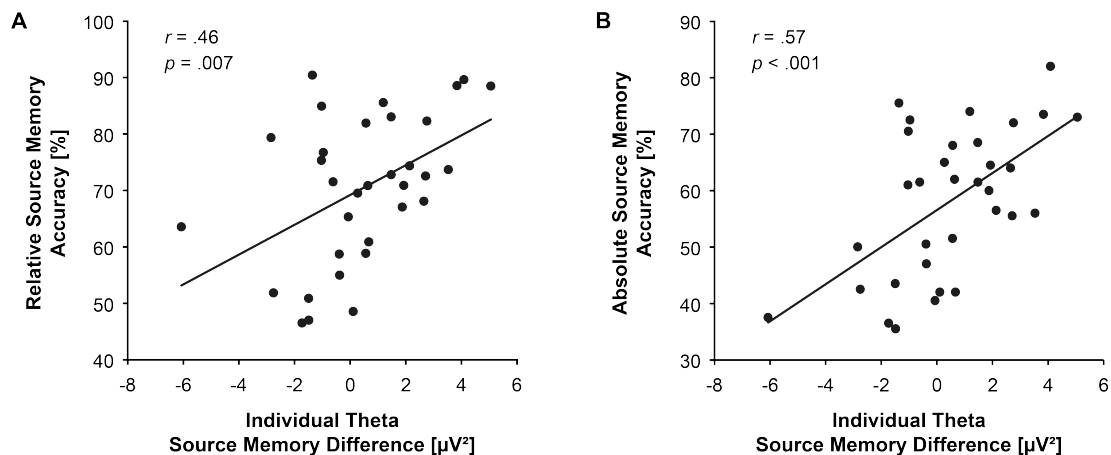 A
r = .46
p = .007
Relative Source Memory
Accuracy [%]
100
90
80
70
60
50
40
-8 -6 -4 -2 0 2 4 6
Individual Theta
Source Memory Difference [µV²]
B
r = .57
p < .001
Absolute Source Memory
Accuracy [%]
90
80
70
60
50
40
30
-8 -6 -4 -2 0 2 4 6
Individual Theta
Source Memory Difference [µV²]